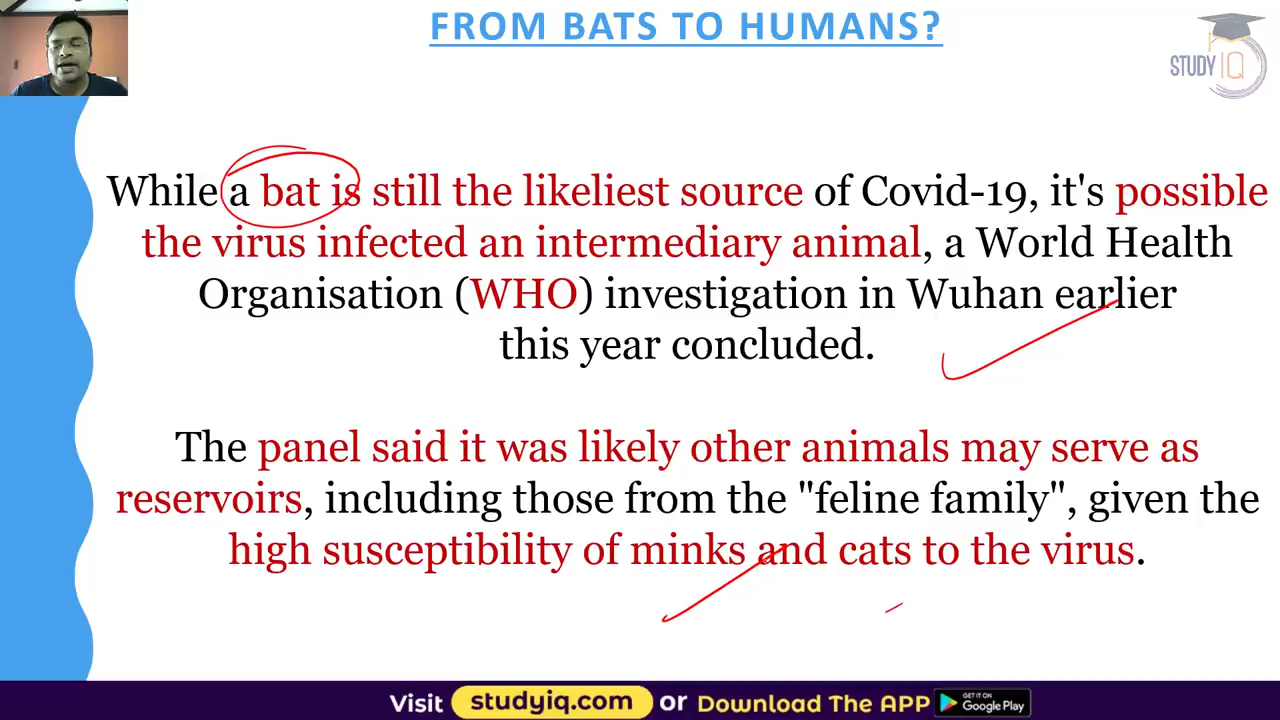 FROM BATS TO HUMANS?
STUDY IQ
While a bat is still the likeliest source of Covid-19, it's possible
the virus infected an intermediary animal, a World Health
Organisation (WHO) investigation in Wuhan earlier
this year concluded.
The panel said it was likely other animals may serve as
reservoirs, including those from the "feline family", given the
high susceptibility of minks and cats to the virus.
Visit studyiq.com or Download The APP GET IT ON
Google Play